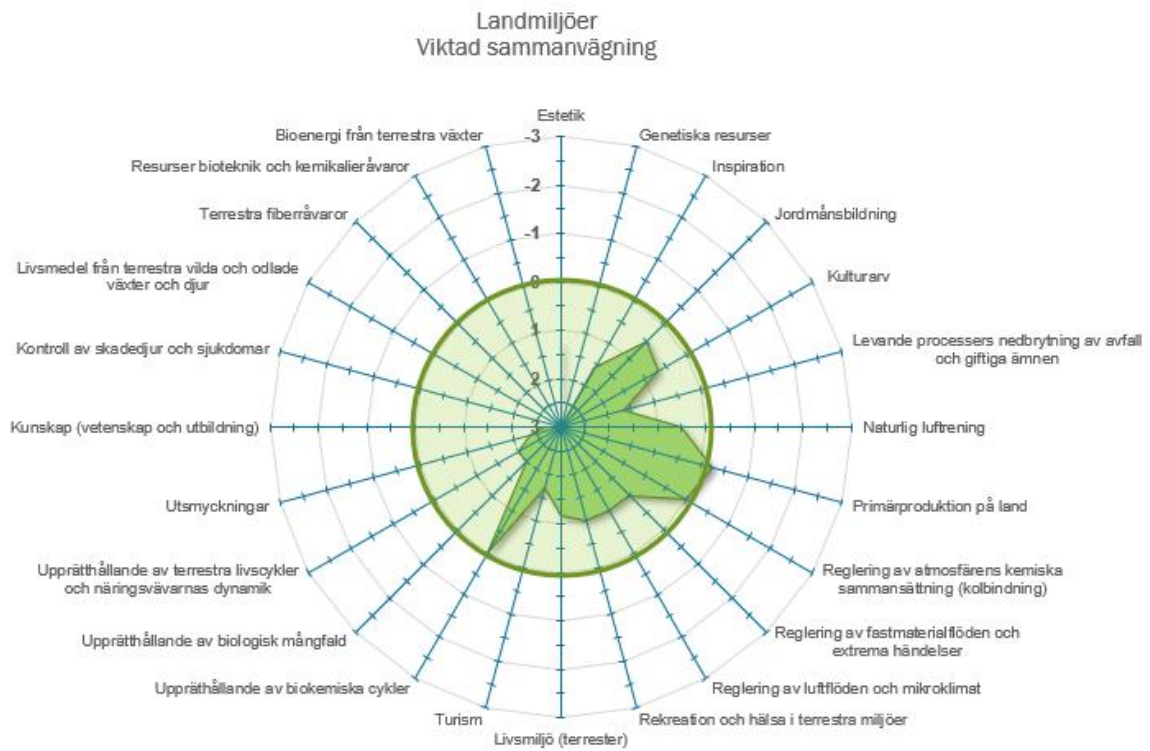 Landmiljöer
Viktad sammanvägning
Estetik
Genetiska resurser
Inspiration
Jordmånsbildning
Kulturarv
Levande processers nedbrytning av avfall
och giftiga ämnen
Naturlig luftrening
Primärproduktion på land
Reglering av atmosfärens kemiska
sammansättning (kolbindning)
Reglering av fastmaterialflöden och
extrema händelser
Reglering av luftflöden och mikroklimat
Rekreation och hälsa i terrestra miljöer
Livsmiljö (terrester)
Turism
Upprätthållande av biokemiska cykler
Upprätthållande av biologisk mångfald
Upprätthållande av terrestra livscykler
och näringsvävarnas dynamik
Utsmyckningar
Kunskap (vetenskap och utbildning)
Kontroll av skadedjur och sjukdomar
Livsmedel från terrestra vilda och odlade
växter och djur
Terrestra fiberråvaror
Resurser bioteknik och kemikalieråvaror
Bioenergi från terrestra växter
-3
-2
-1
0
1
2